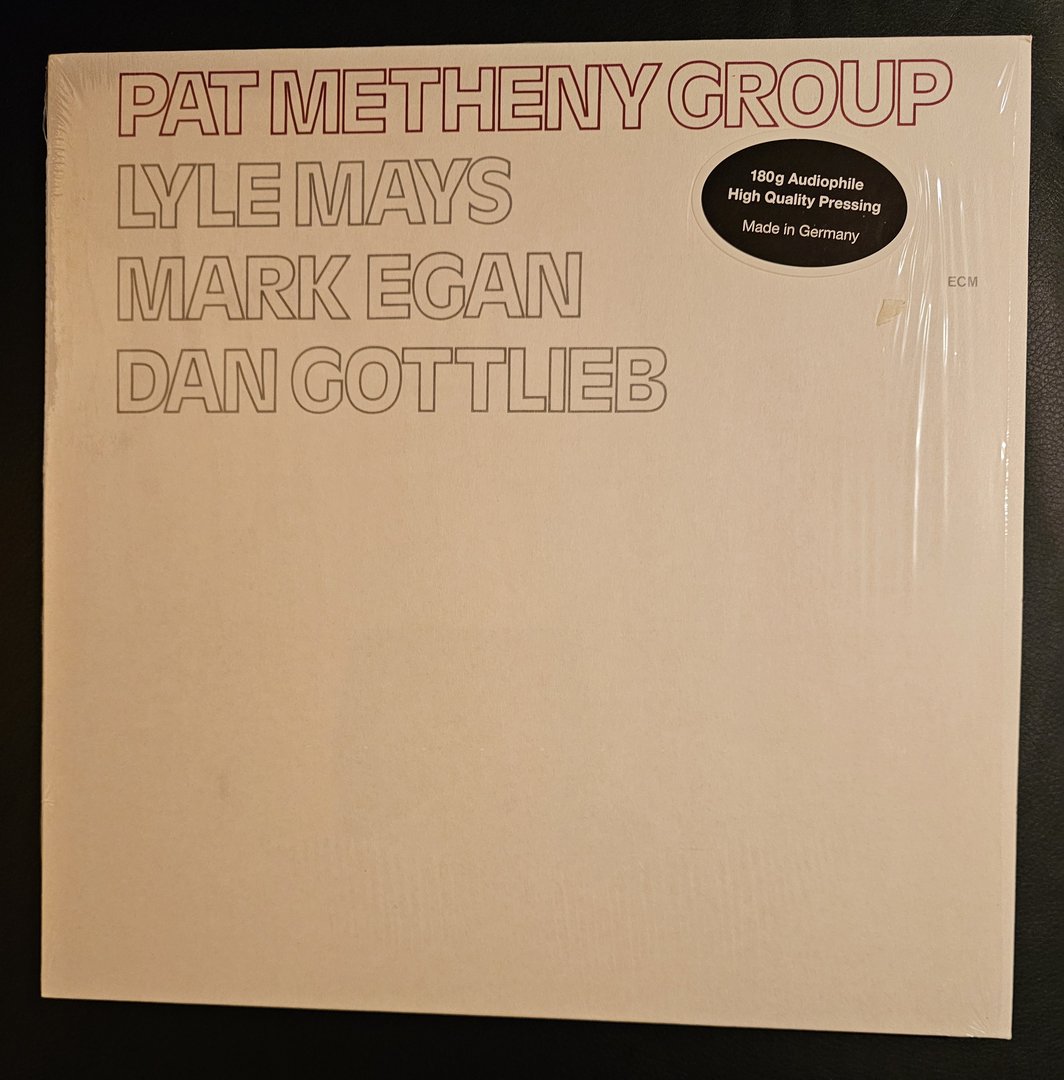 PAT METHENY GROUP
LYLE MAYS
MARK EGAN
DAN GOTTLIEB
180g Audiophile
High Quality Pressing
Made in Germany
ECM